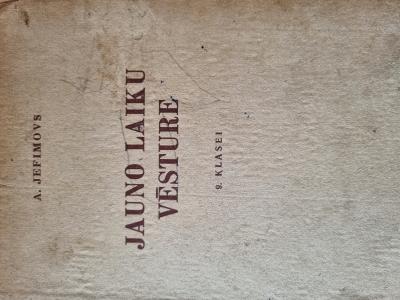 A. JEFIMOVS
JAUNO LAIKU
VĒSTURE
9. KLASEI